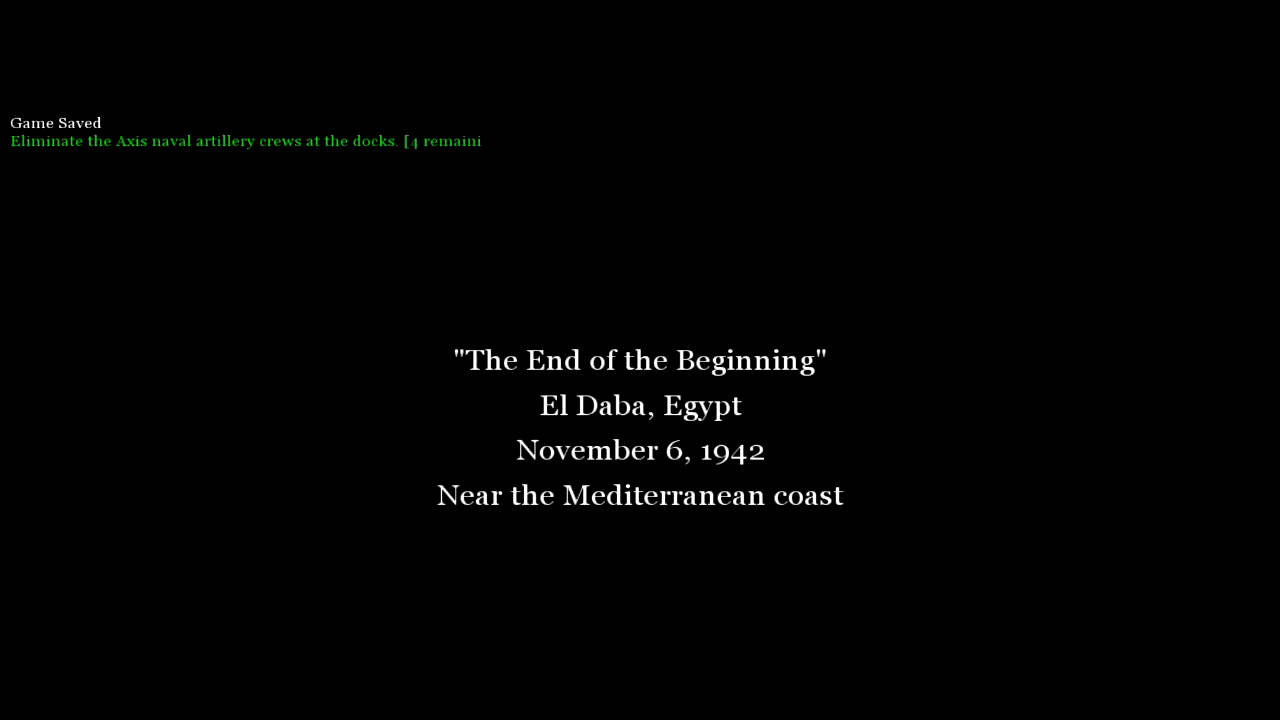 Game Saved
Eliminate the Axis naval artillery crews at the docks. [4 remaini
"The End of the Beginning"
El Daba, Egypt
November 6, 1942
Near the Mediterranean coast